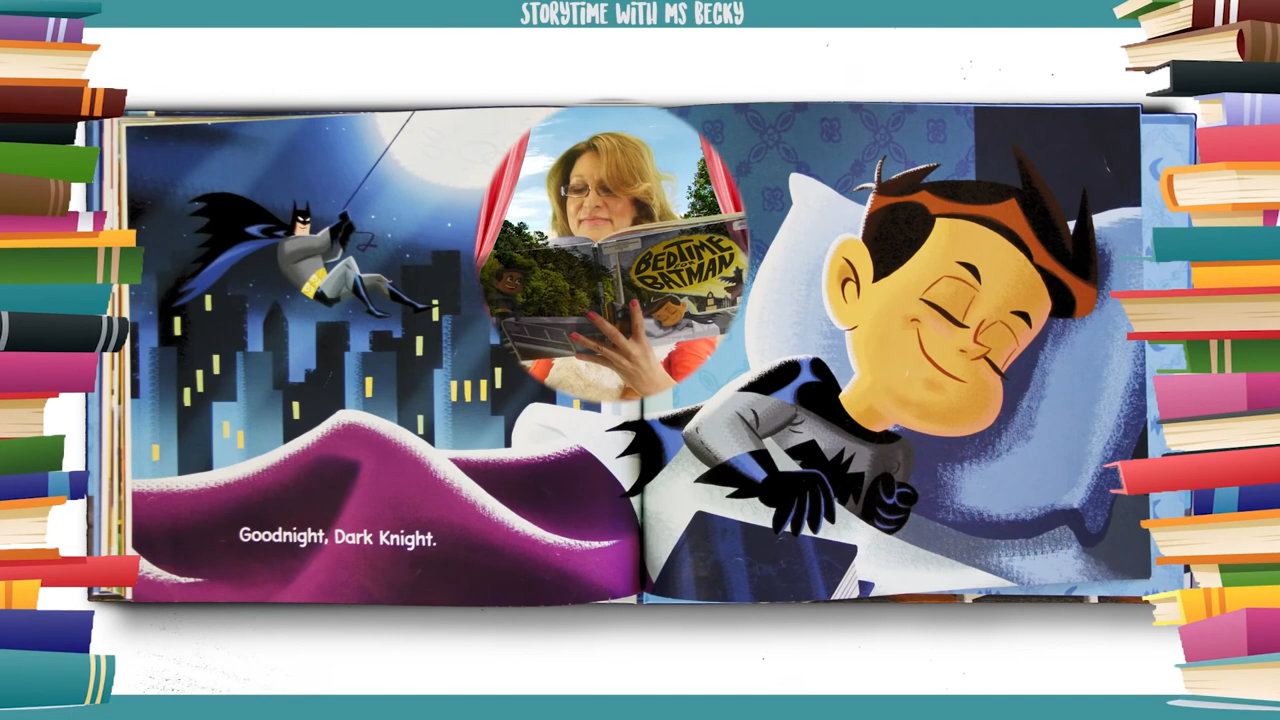 STORYTIME WITH MS BECKY
BEDTIME
FOR
BATMAN
Goodnight, Dark Knight.